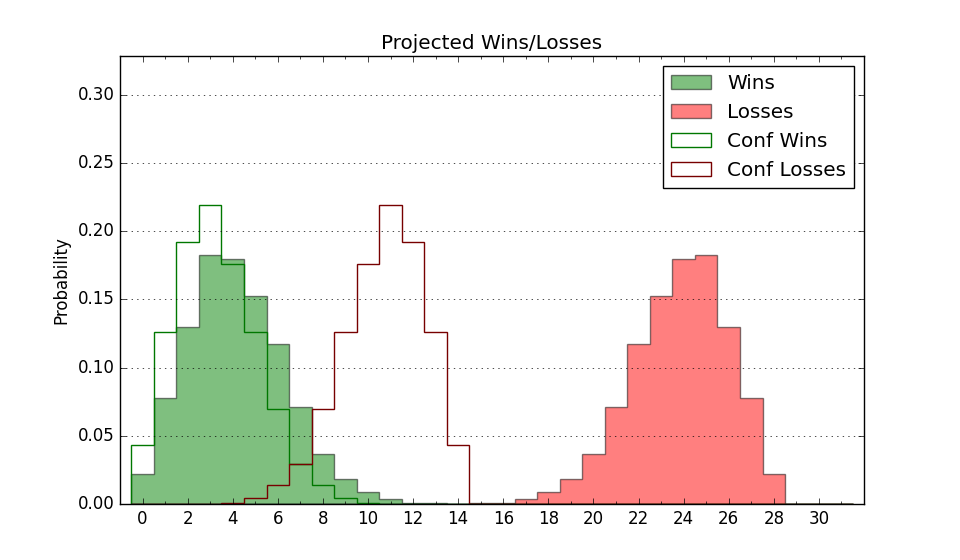 Projected Wins/Losses
Wins
Losses
Conf Wins
Conf Losses
Probability
0.30
0.25
0.20
0.15
0.10
0.05
0.00
0 2 4 6 8 10 12 14 16 18 20 22 24 26 28 30